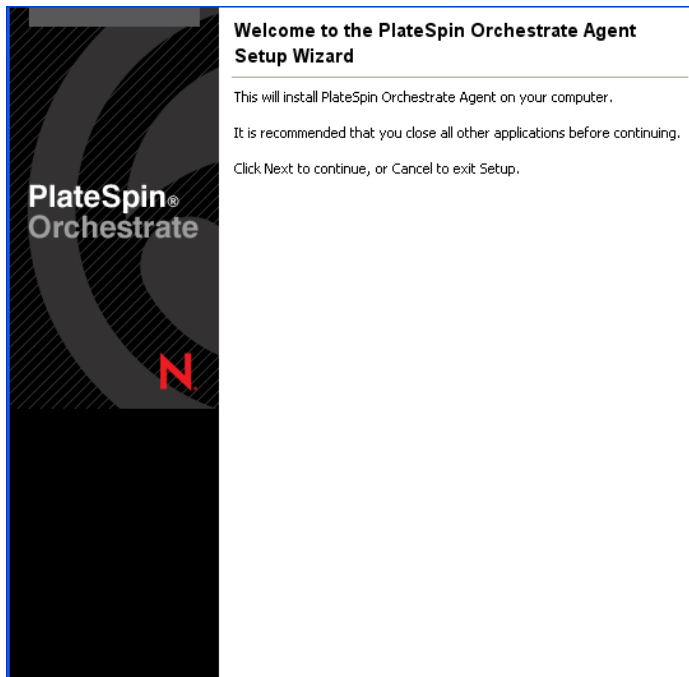 Welcome to the PlateSpin Orchestrate Agent
Setup Wizard
This will install PlateSpin Orchestrate Agent on your computer.
It is recommended that you close all other applications before continuing.
Click Next to continue, or Cancel to exit Setup.
PlateSpin®
Orchestrate
N.